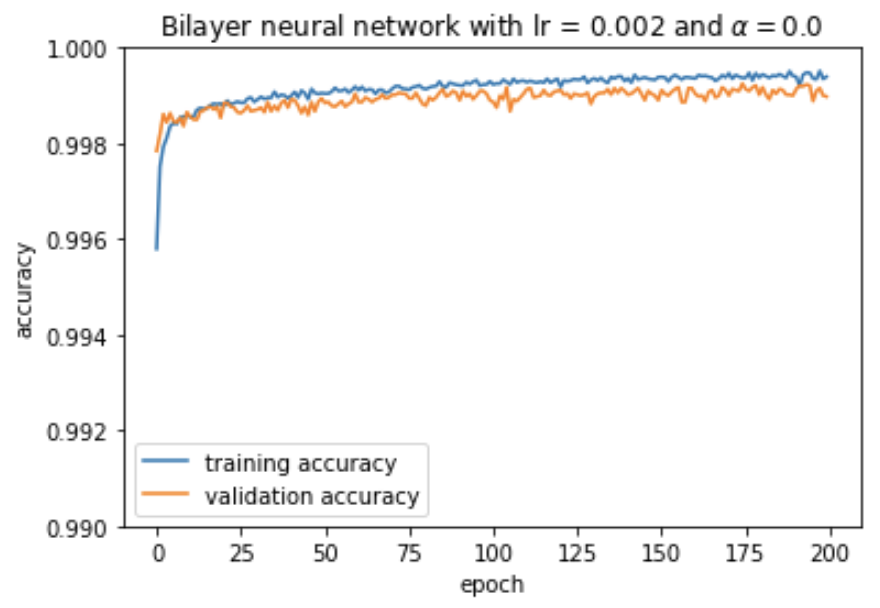 Bilayer neural network with lr = 0.002 and α = 0.0
1.000
0.998
0.996
0.994
0.992
0.990
accuracy
training accuracy
validation accuracy
0 25 50 75 100 125 150 175 200
epoch